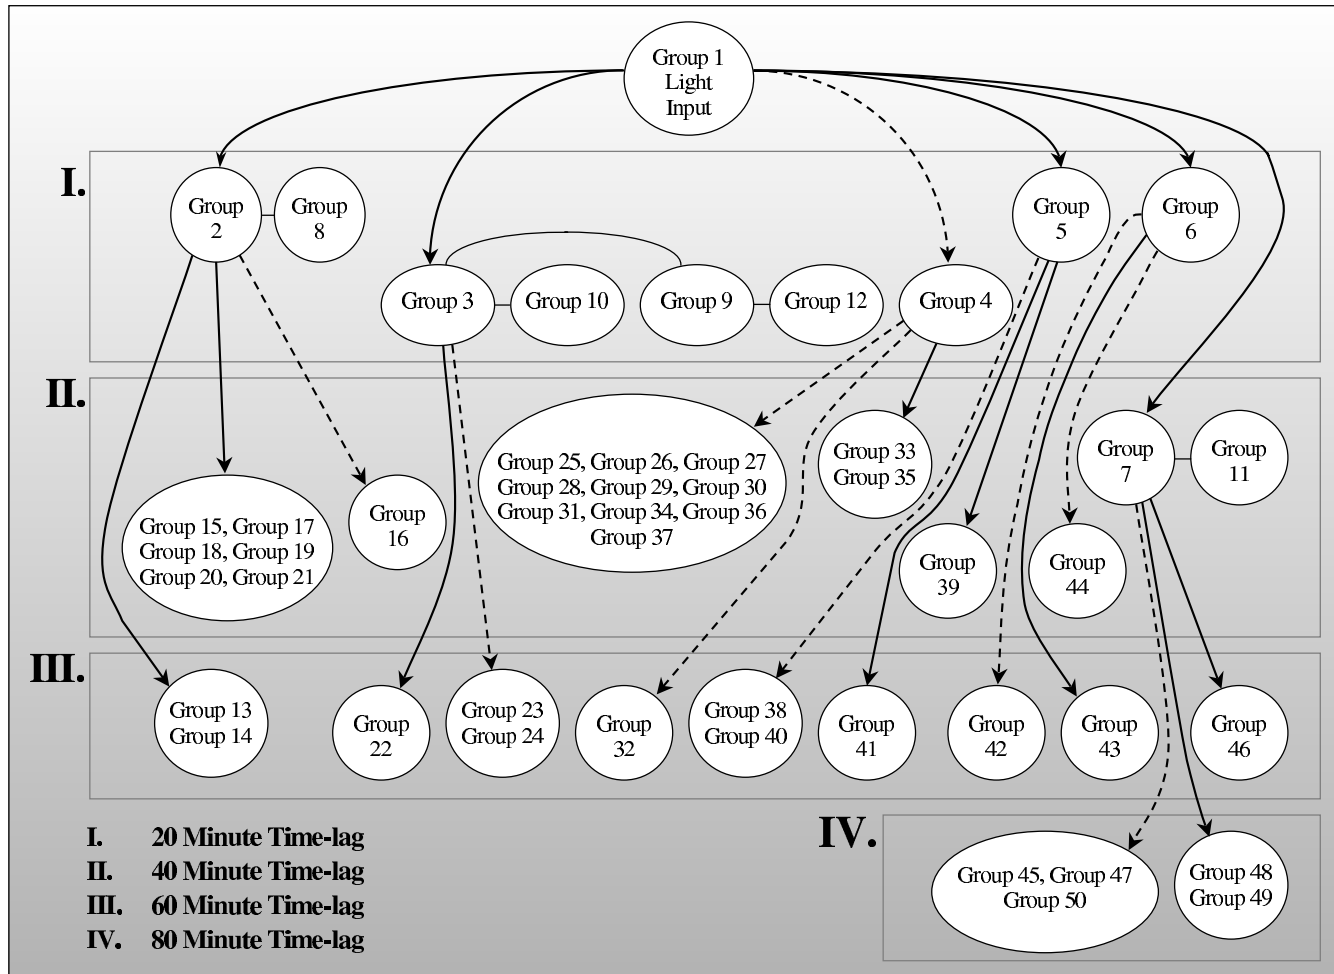 Group 1
Light
Input
I.
Group
2
Group
8
Group
5
Group
6
Group 3
Group 10
Group 9
Group 12
Group 4
II.
Group 25, Group 26, Group 27
Group 28, Group 29, Group 30
Group 31, Group 34, Group 36
Group 37
Group 33
Group 35
Group
7
Group
11
Group 15, Group 17
Group 18, Group 19
Group 20, Group 21
Group
16
Group
39
Group
44
III.
Group 13
Group 14
Group
22
Group 23
Group 24
Group
32
Group 38
Group 40
Group
41
Group
42
Group
43
Group
46
IV.
Group 45, Group 47
Group 50
Group 48
Group 49
I. 20 Minute Time-lag
II. 40 Minute Time-lag
III. 60 Minute Time-lag
IV. 80 Minute Time-lag